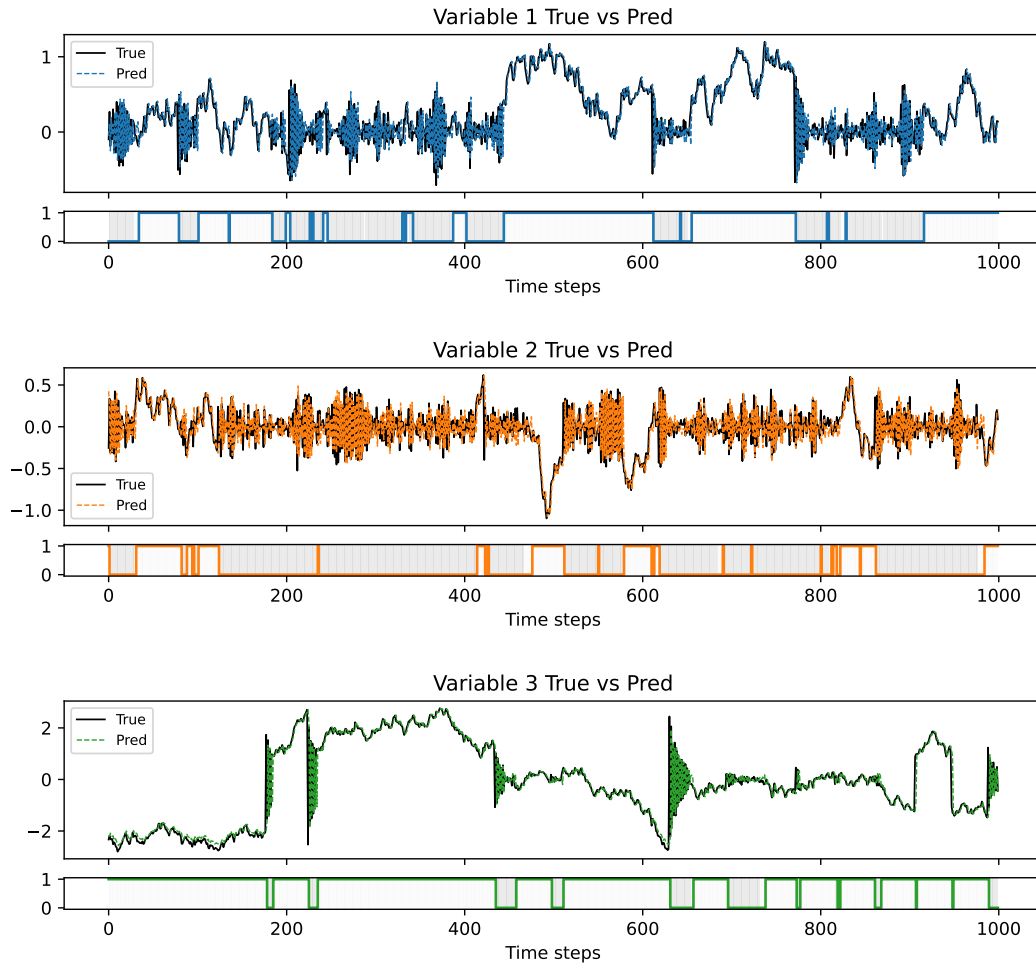 Variable 1 True vs Pred
1
0
True
Pred
1
0
0 200 400 600 800 1000
Time steps
Variable 2 True vs Pred
0.5
0.0
−0.5
−1.0
True
Pred
1
0
0 200 400 600 800 1000
Time steps
Variable 3 True vs Pred
2
0
−2
True
Pred
1
0
0 200 400 600 800 1000
Time steps